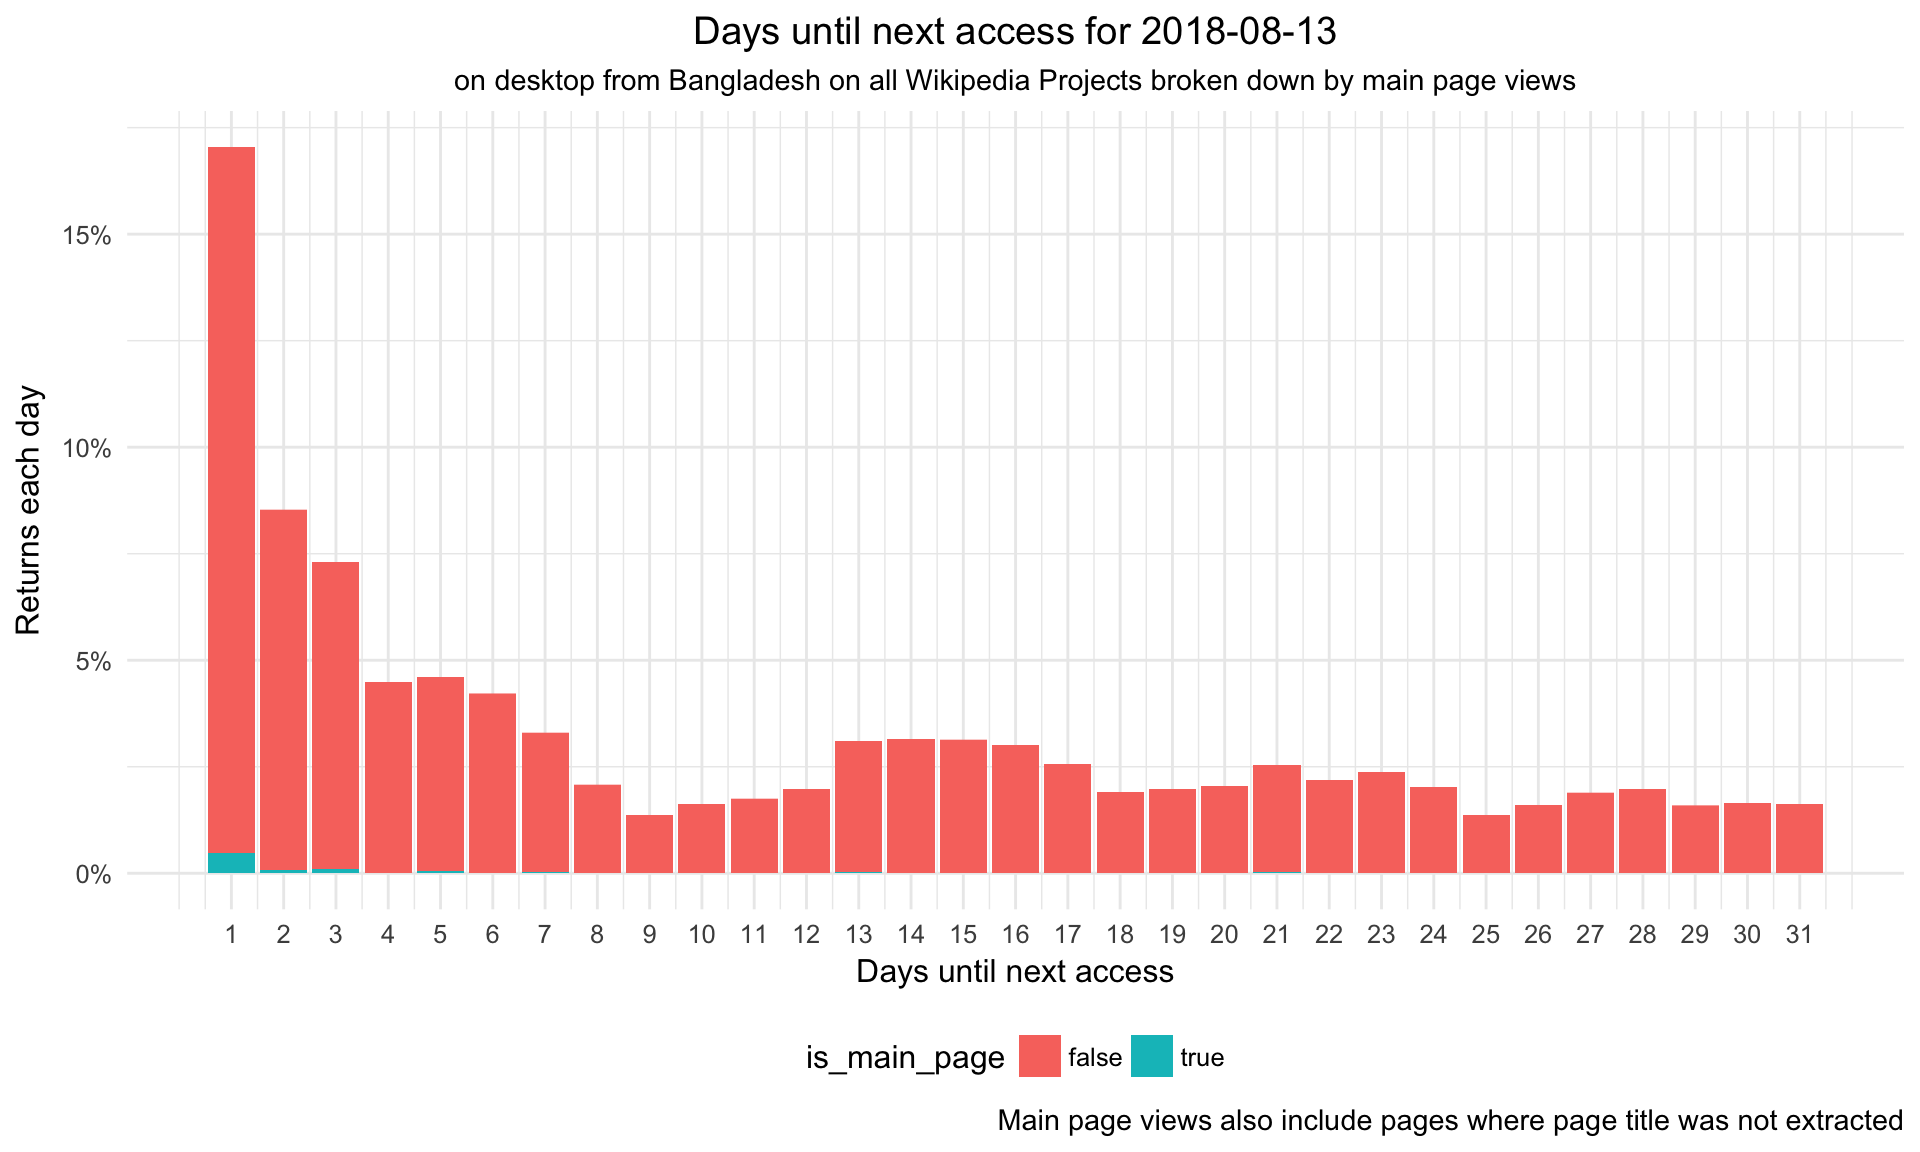 Days until next access for 2018-08-13
on desktop from Bangladesh on all Wikipedia Projects broken down by main page views
Returns each day
15%
10%
5%
0%
1 2 3 4 5 6 7 8 9 10 11 12 13 14 15 16 17 18 19 20 21 22 23 24 25 26 27 28 29 30 31
Days until next access
is_main_page false true
Main page views also include pages where page title was not extracted